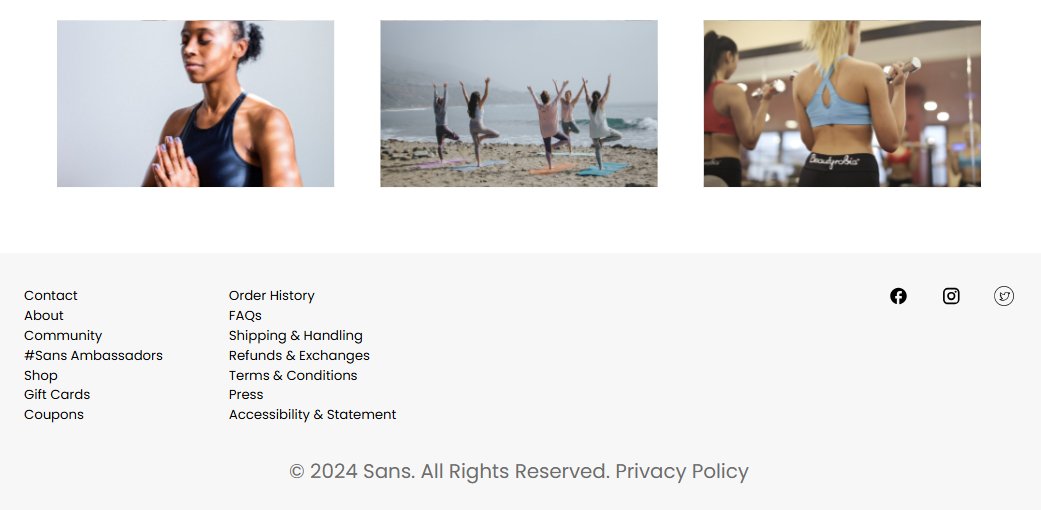 Beautyrobia
Contact
About
Community
#Sans Ambassadors
Shop
Gift Cards
Coupons
Order History
FAQs
Shipping & Handling
Refunds & Exchanges
Terms & Conditions
Press
Accessibility & Statement
© 2024 Sans. All Rights Reserved. Privacy Policy